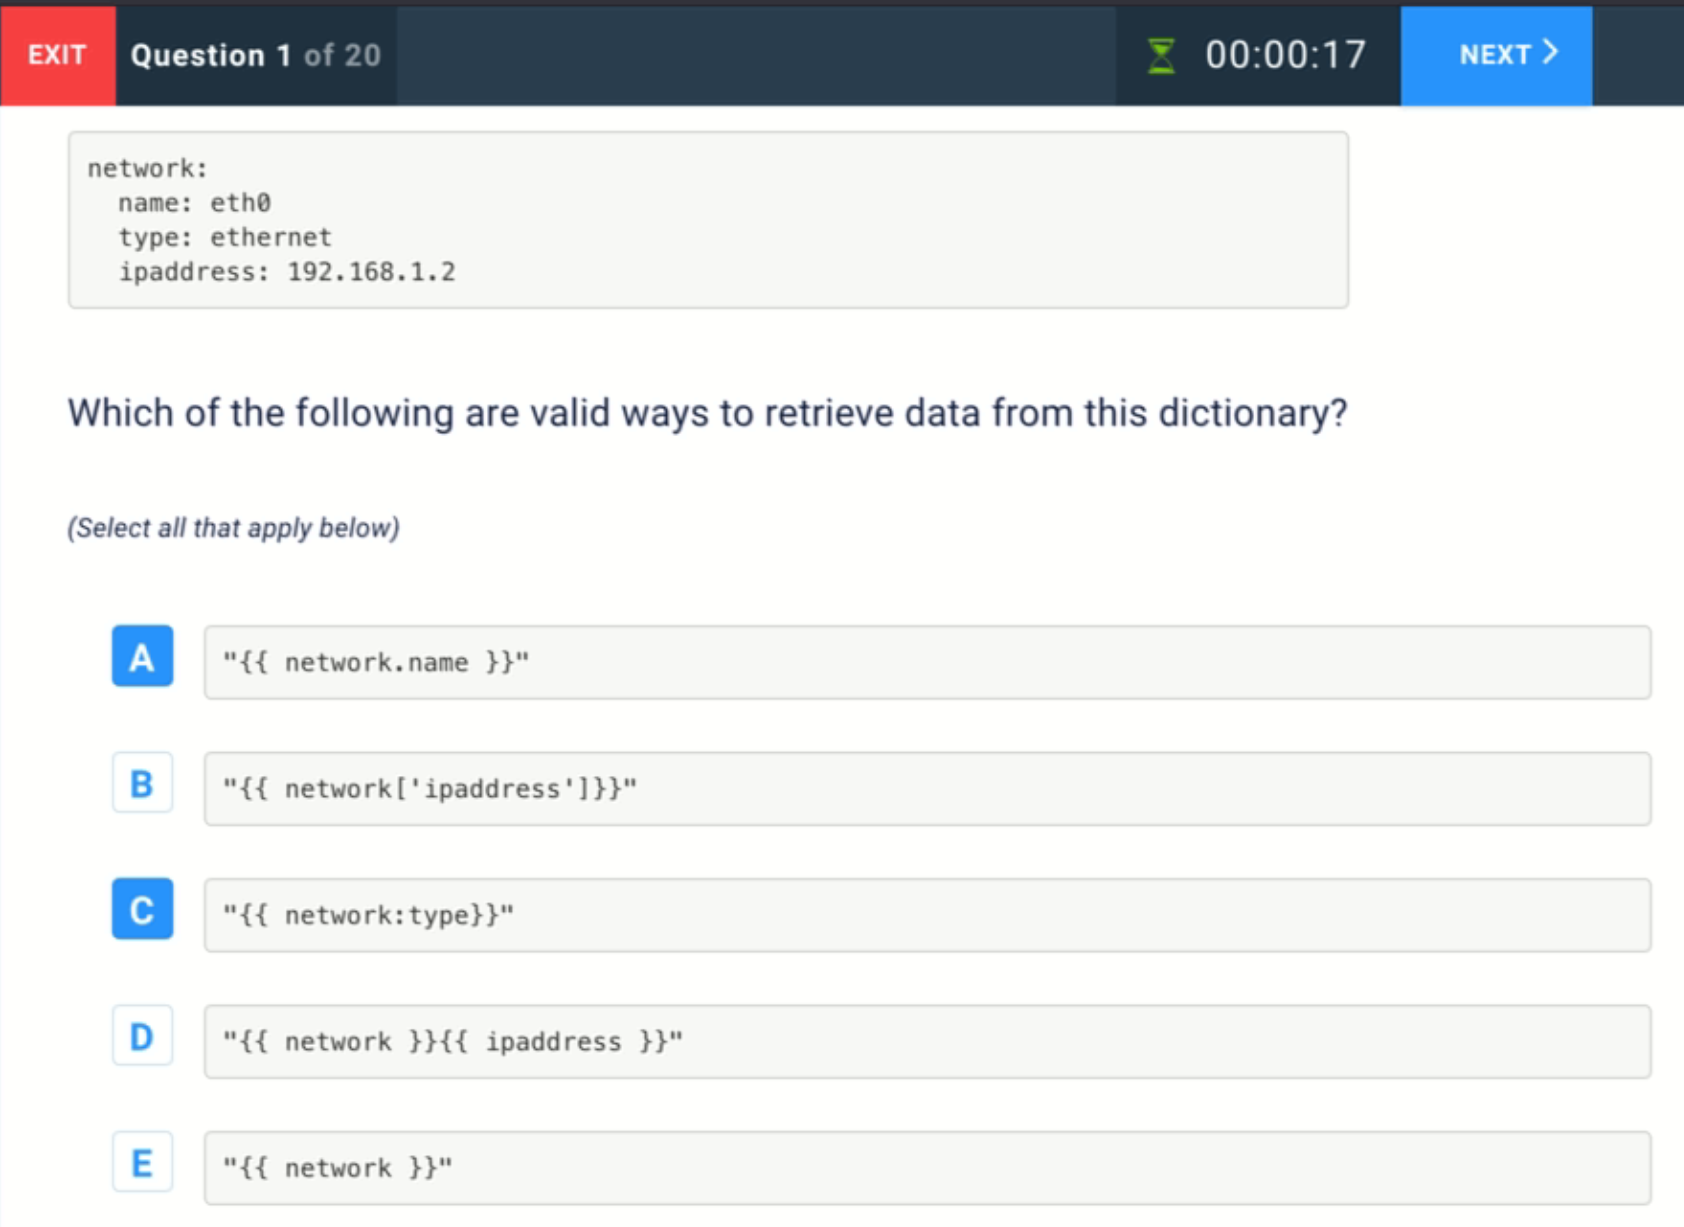 EXIT Question 1 of 20 00:00:17 NEXT
network:
  name: eth0
  type: ethernet
  ipaddress: 192.168.1.2
Which of the following are valid ways to retrieve data from this dictionary?
(Select all that apply below)
A "{{ network.name }}"
B "{{ network['ipaddress']}}"
C "{{ network:type}}"
D "{{ network }}{{ ipaddress }}"
E "{{ network }}"